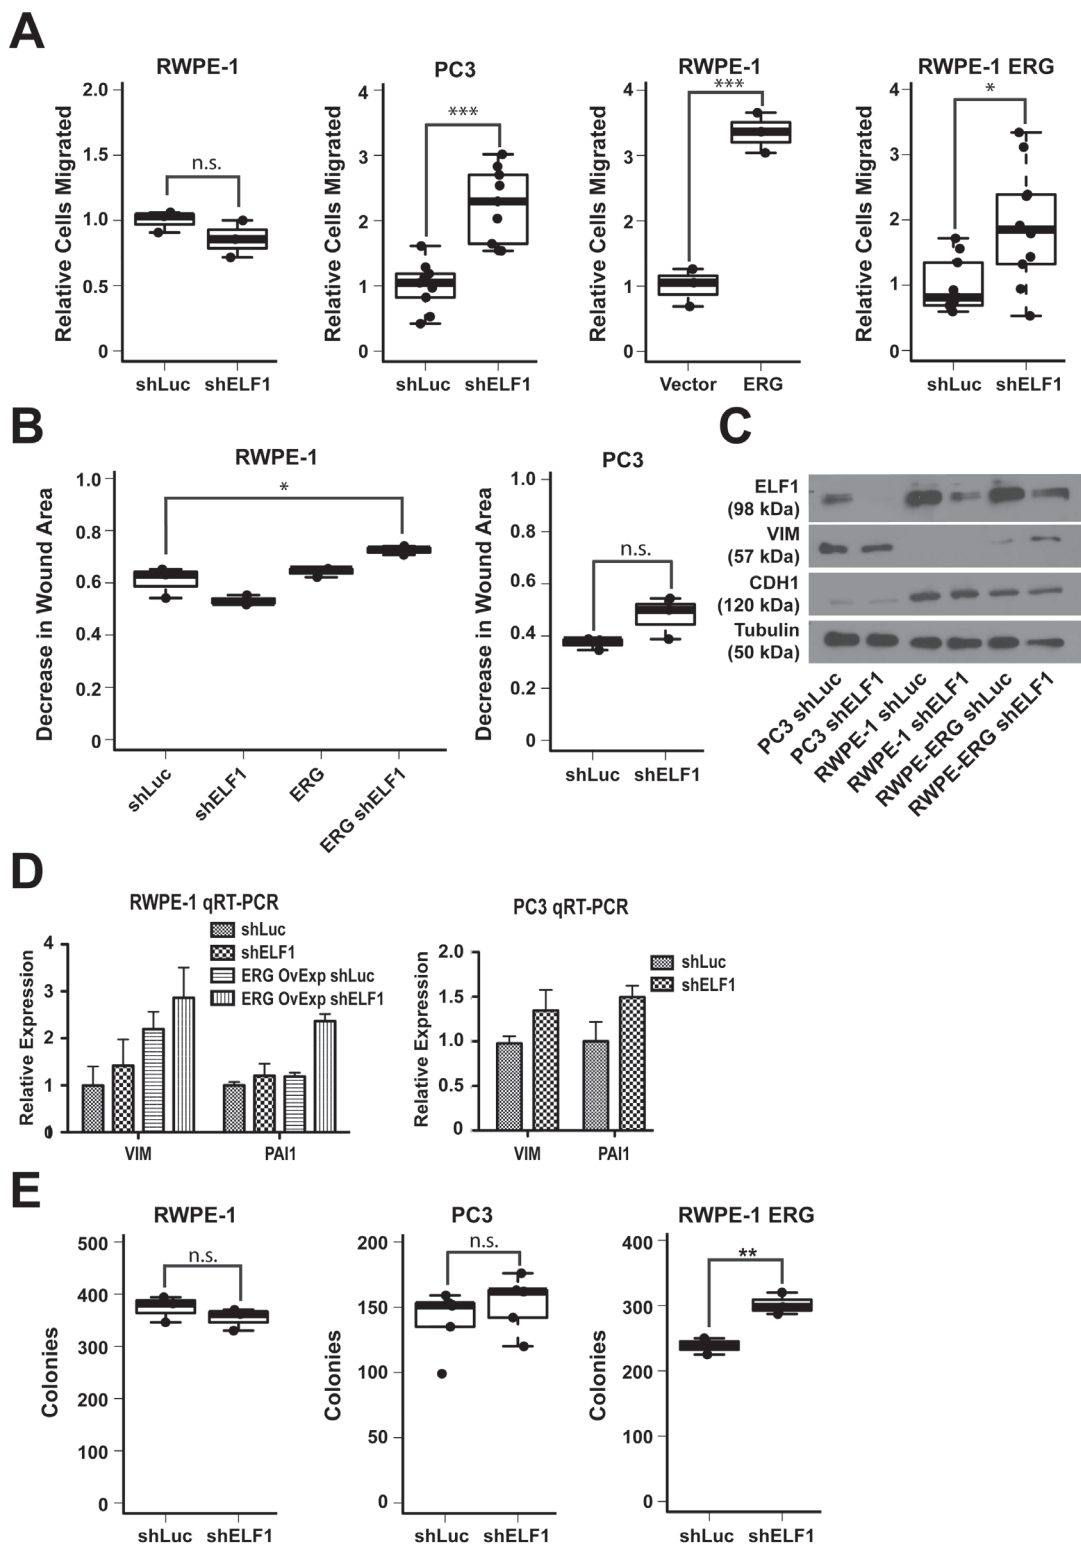 A
RWPE-1
PC3
RWPE-1
RWPE-1 ERG
Relative Cells Migrated
2.0
1.5
1.0
0.5
0
n.s.
shLuc
shELF1
Relative Cells Migrated
4
3
2
1
0
***
shLuc
shELF1
Relative Cells Migrated
4
3
2
1
0
***
Vector
ERG
Relative Cells Migrated
4
3
2
1
0
*
shLuc
shELF1
B
RWPE-1
Decrease in Wound Area
1.0
0.8
0.6
0.4
0.2
0
*
shLuc
shELF1
ERG
ERG shELF1
PC3
Decrease in Wound Area
1.0
0.8
0.6
0.4
0.2
0
n.s.
shLuc
shELF1
C
ELF1
(98 kDa)
VIM
(57 kDa)
CDH1
(120 kDa)
Tubulin
(50 kDa)
PC3 shLuc
PC3 shELF1
RWPE-1 shLuc
RWPE-1 shELF1
RWPE-ERG shLuc
RWPE-ERG shELF1
D
RWPE-1 qRT-PCR
shLuc
shELF1
ERG OvExp shLuc
ERG OvExp shELF1
Relative Expression
4
3
2
1
0
VIM
PAI1
PC3 qRT-PCR
shLuc
shELF1
Relative Expression
2.0
1.5
1.0
0.5
0
VIM
PAI1
E
RWPE-1
Colonies
500
400
300
200
100
0
n.s.
shLuc
shELF1
PC3
Colonies
200
150
100
50
0
n.s.
shLuc
shELF1
RWPE-1 ERG
Colonies
400
300
200
100
0
**
shLuc
shELF1